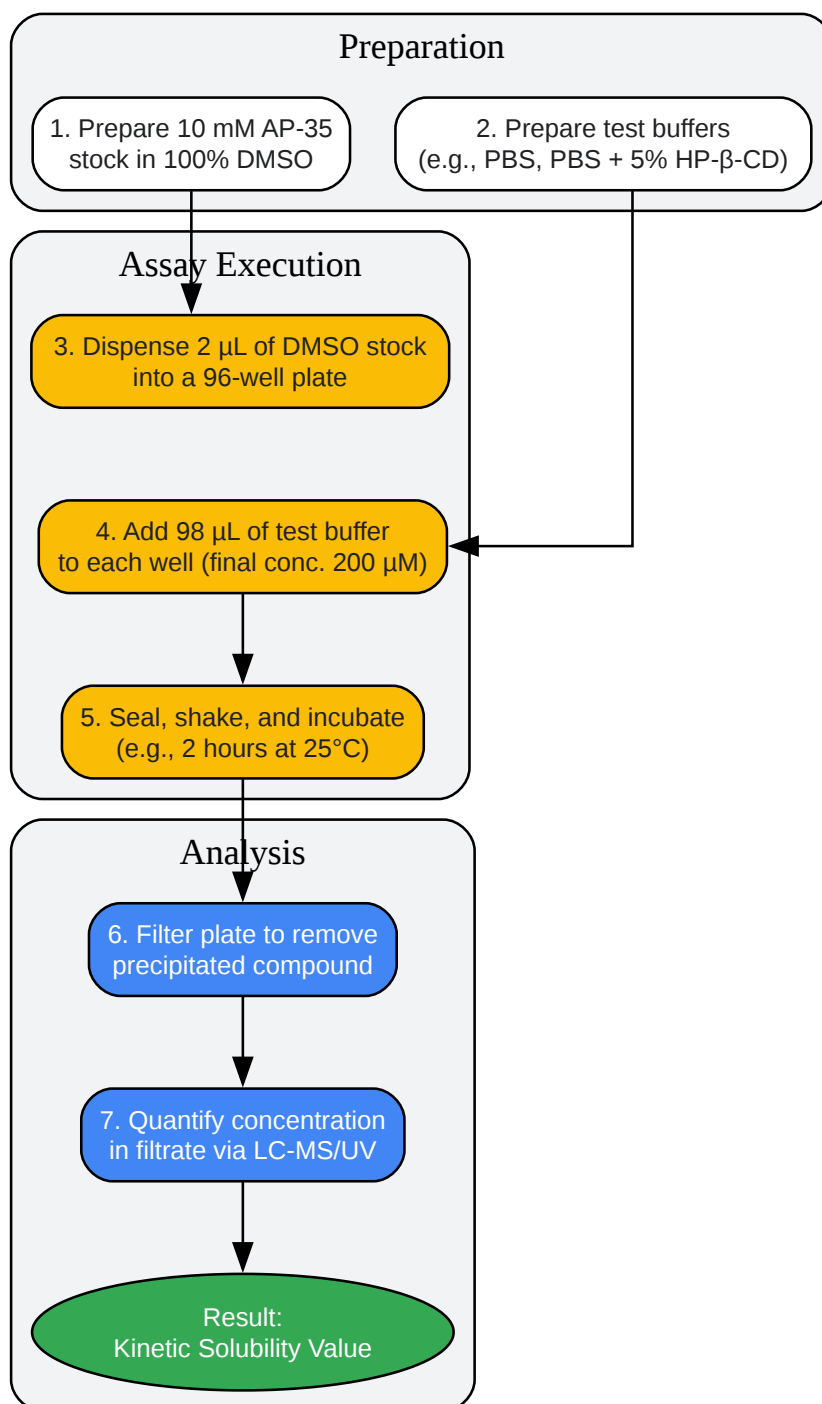 Preparation
1. Prepare 10 mM AP-35
stock in 100% DMSO
2. Prepare test buffers
(e.g., PBS, PBS + 5% HP-β-CD)
Assay Execution
3. Dispense 2 µL of DMSO stock
into a 96-well plate
4. Add 98 µL of test buffer
to each well (final conc. 200 µM)
5. Seal, shake, and incubate
(e.g., 2 hours at 25°C)
Analysis
6. Filter plate to remove
precipitated compound
7. Quantify concentration
in filtrate via LC-MS/UV
Result:
Kinetic Solubility Value